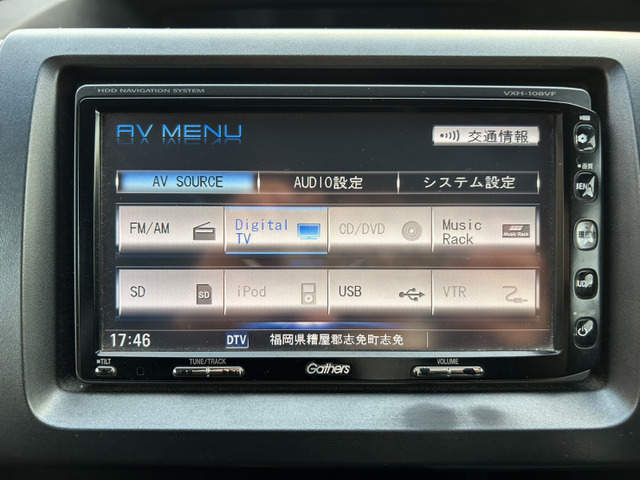 HDD NAVIGATION SYSTEM VXH-108VF
AV MENU 交通情報
AV SOURCE AUDIO設定 システム設定
FM/AM Digital TV CD/DVD Music Rack
Music Rack
SD SD iPod USB VTR
17:46 DTV 福岡県糟屋郡志免町志免
TILT TUNE/TRACK Gathers VOLUME